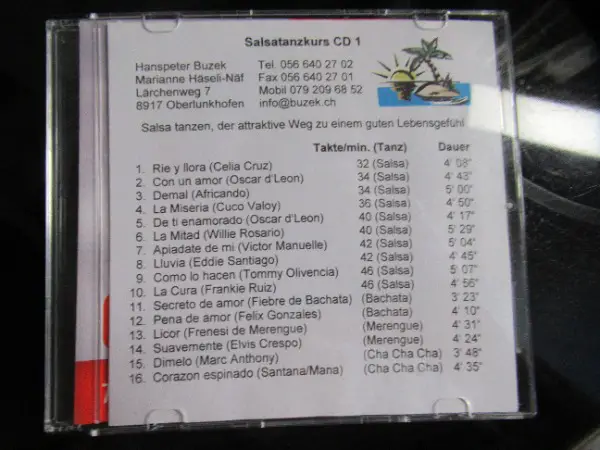 Salsatanzkurs CD 1
Hanspeter Buzek Tel. 056 640 27 02
Marianne Häseli-Näf Fax 056 640 27 01
Lärchenweg 7 Mobil 079 209 68 52
8917 Oberlunkhofen info@buzek.ch
Salsa tanzen, der attraktive Weg zu einem guten Lebensgefühl
Takte/min. (Tanz) Dauer
1. Rie y llora (Celia Cruz) 32 (Salsa) 4' 08"
2. Con un amor (Oscar d'Leon) 34 (Salsa) 4' 43"
3. Demal (Africando) 34 (Salsa) 5' 00"
4. La Miseria (Cuco Valoy) 36 (Salsa) 4' 50"
5. De ti enamorado (Oscar d'Leon) 40 (Salsa) 4' 17"
6. La Mitad (Willie Rosario) 40 (Salsa) 5' 29"
7. Apiadate de mi (Victor Manuelle) 42 (Salsa) 5' 04"
8. Lluvia (Eddie Santiago) 42 (Salsa) 4' 45"
9. Como lo hacen (Tommy Olivencia) 46 (Salsa) 5' 07"
10. La Cura (Frankie Ruiz) 46 (Salsa) 4' 56"
11. Secreto de amor (Fiebre de Bachata) (Bachata) 3' 23"
12. Pena de amor (Felix Gonzales) (Bachata) 4' 10"
13. Licor (Frenesi de Merengue) (Merengue) 4' 31"
14. Suavemente (Elvis Crespo) (Merengue) 4' 24"
15. Dimelo (Marc Anthony) (Cha Cha Cha) 3' 48"
16. Corazon espinado (Santana/Mana) (Cha Cha Cha) 4' 35"